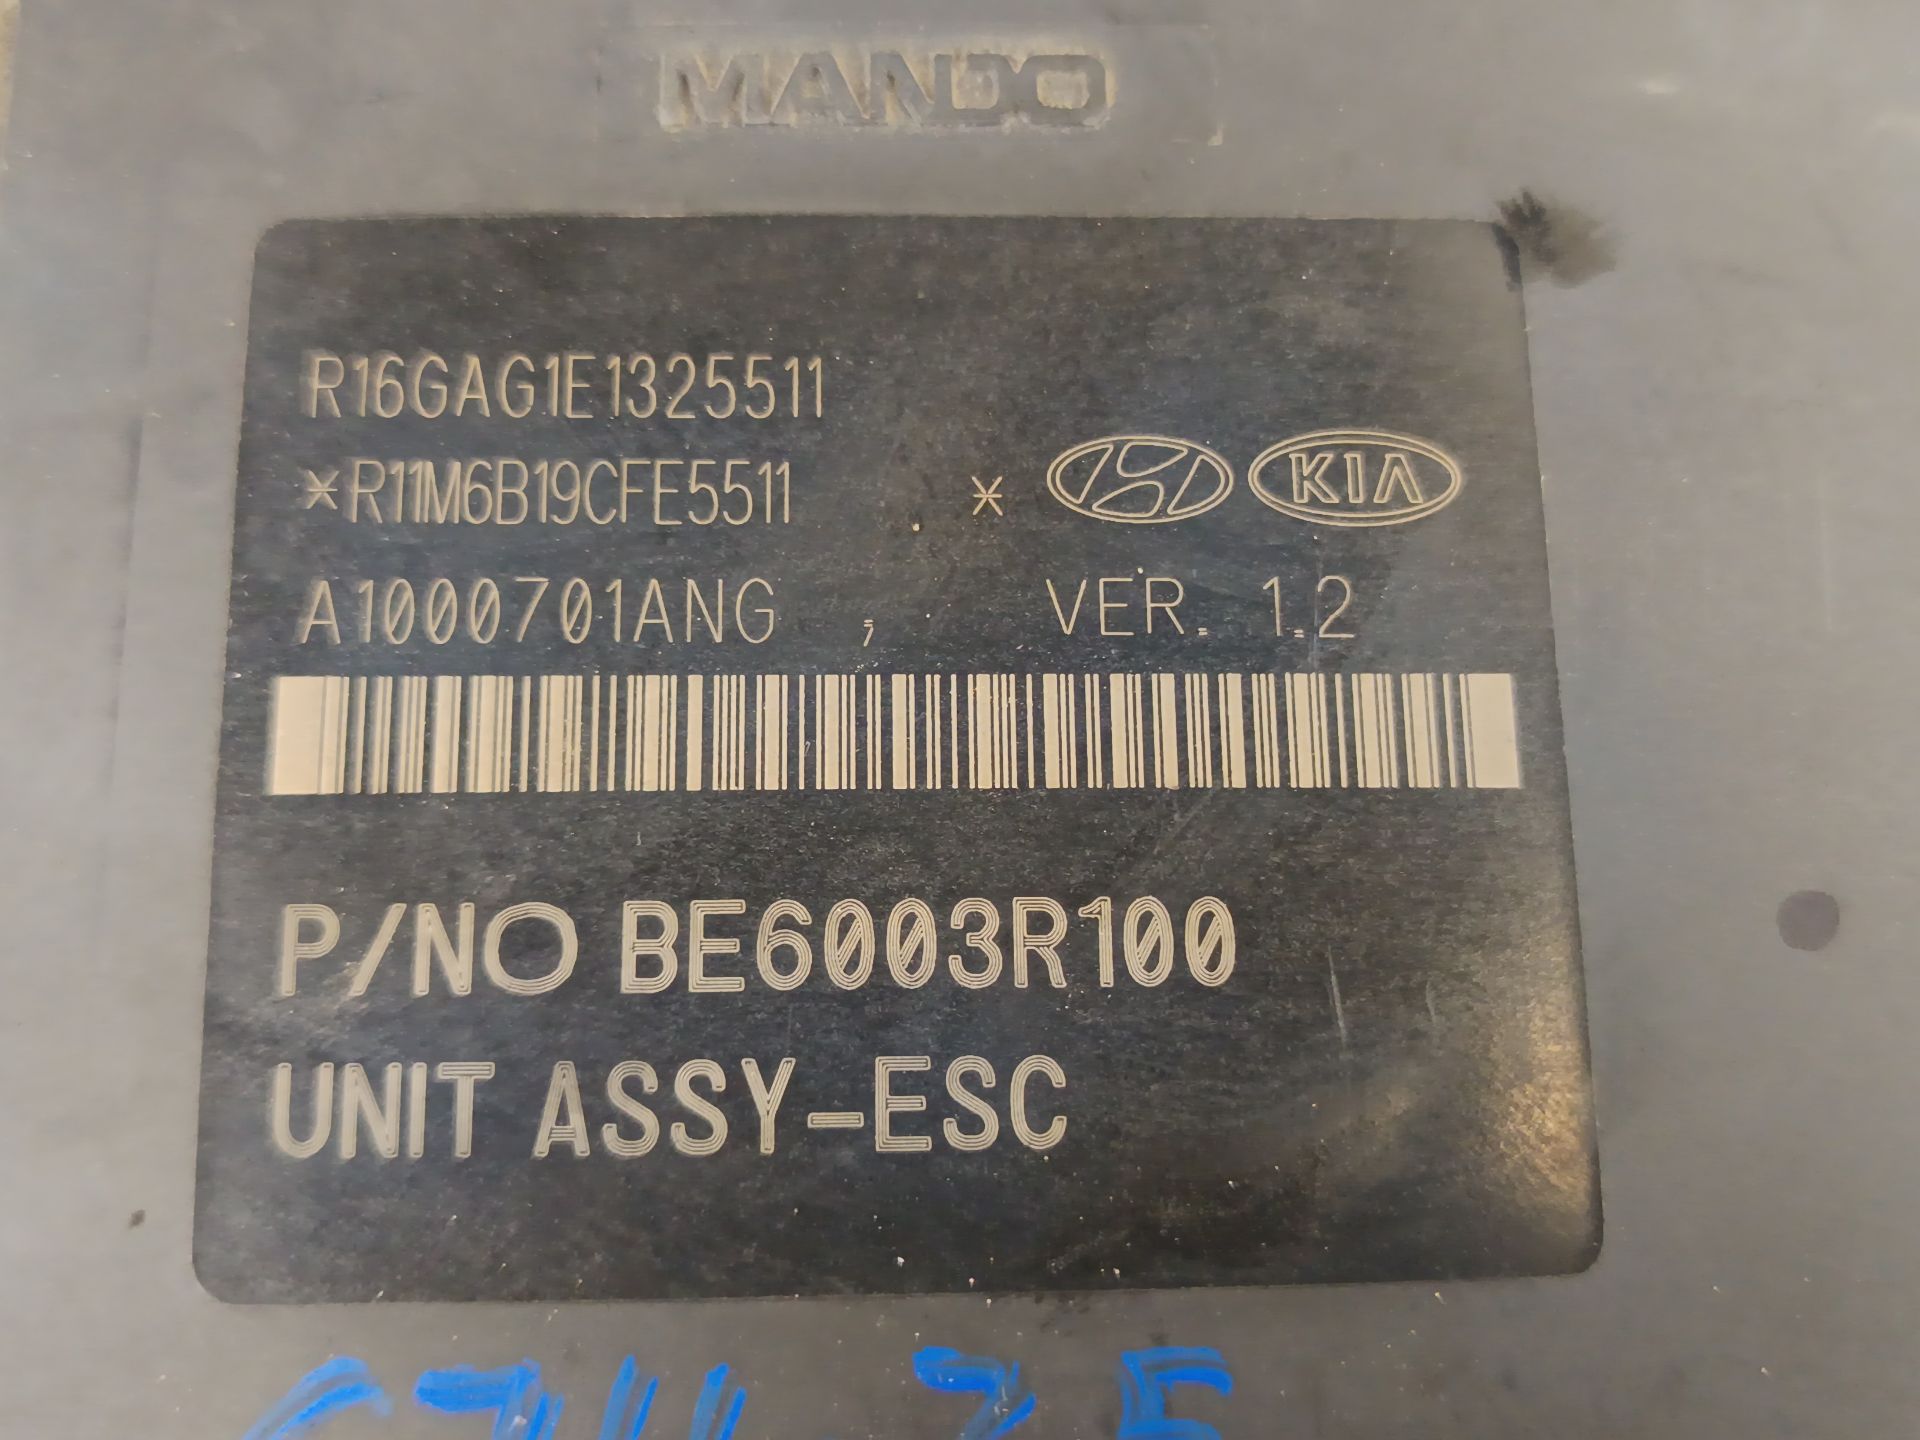 MANDO
R16GAG1E1325511
*R11M6B19CFE5511 * KIA
A1000701ANG ; VER. 1.2
P/NO BE6003R100
UNIT ASSY-ESC